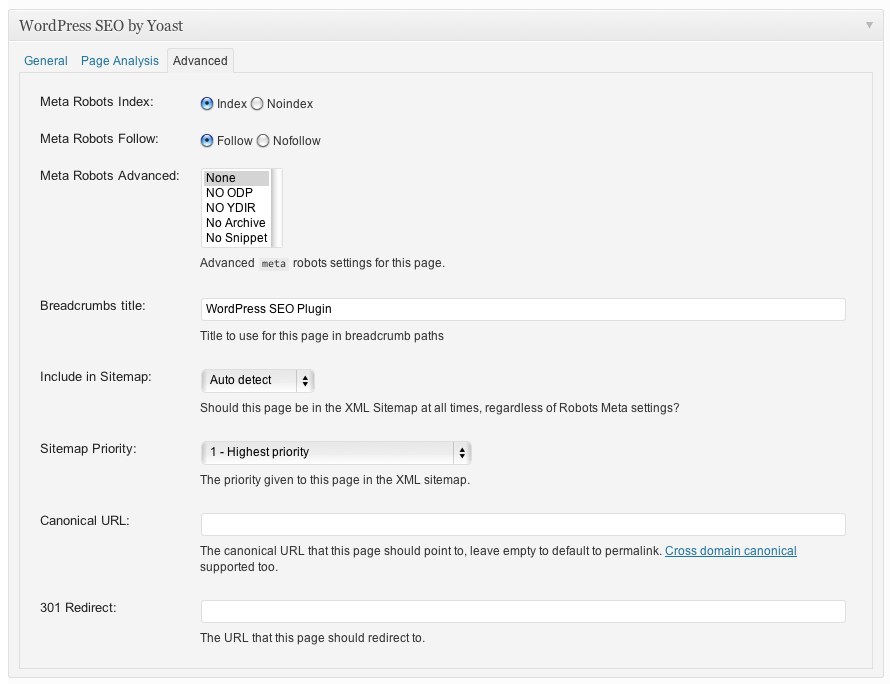 WordPress SEO by Yoast
General Page Analysis Advanced
Meta Robots Index: Index Noindex
Meta Robots Follow: Follow Nofollow
Meta Robots Advanced: None
NO ODP
NO YDIR
No Archive
No Snippet
Advanced meta robots settings for this page.
Breadcrumbs title: WordPress SEO Plugin
Title to use for this page in breadcrumb paths
Include in Sitemap: Auto detect
Should this page be in the XML Sitemap at all times, regardless of Robots Meta settings?
Sitemap Priority: 1 - Highest priority
The priority given to this page in the XML sitemap.
Canonical URL:
The canonical URL that this page should point to, leave empty to default to permalink. Cross domain canonical
supported too.
301 Redirect:
The URL that this page should redirect to.